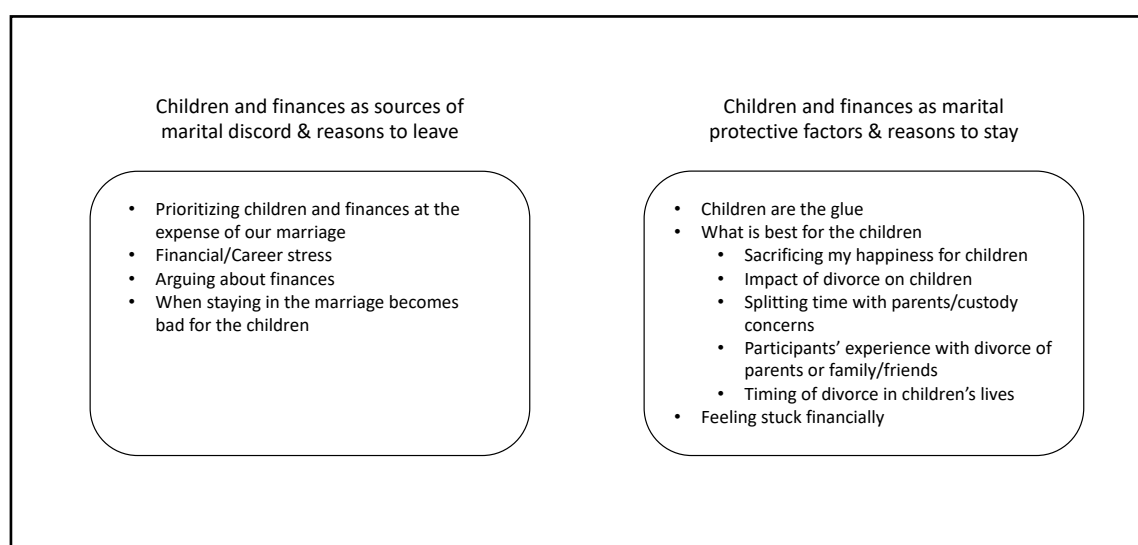 Children and finances as sources of
marital discord & reasons to leave
• Prioritizing children and finances at the
expense of our marriage
• Financial/Career stress
• Arguing about finances
• When staying in the marriage becomes
bad for the children
Children and finances as marital
protective factors & reasons to stay
• Children are the glue
• What is best for the children
• Sacrificing my happiness for children
• Impact of divorce on children
• Splitting time with parents/custody
concerns
• Participants’ experience with divorce of
parents or family/friends
• Timing of divorce in children’s lives
• Feeling stuck financially